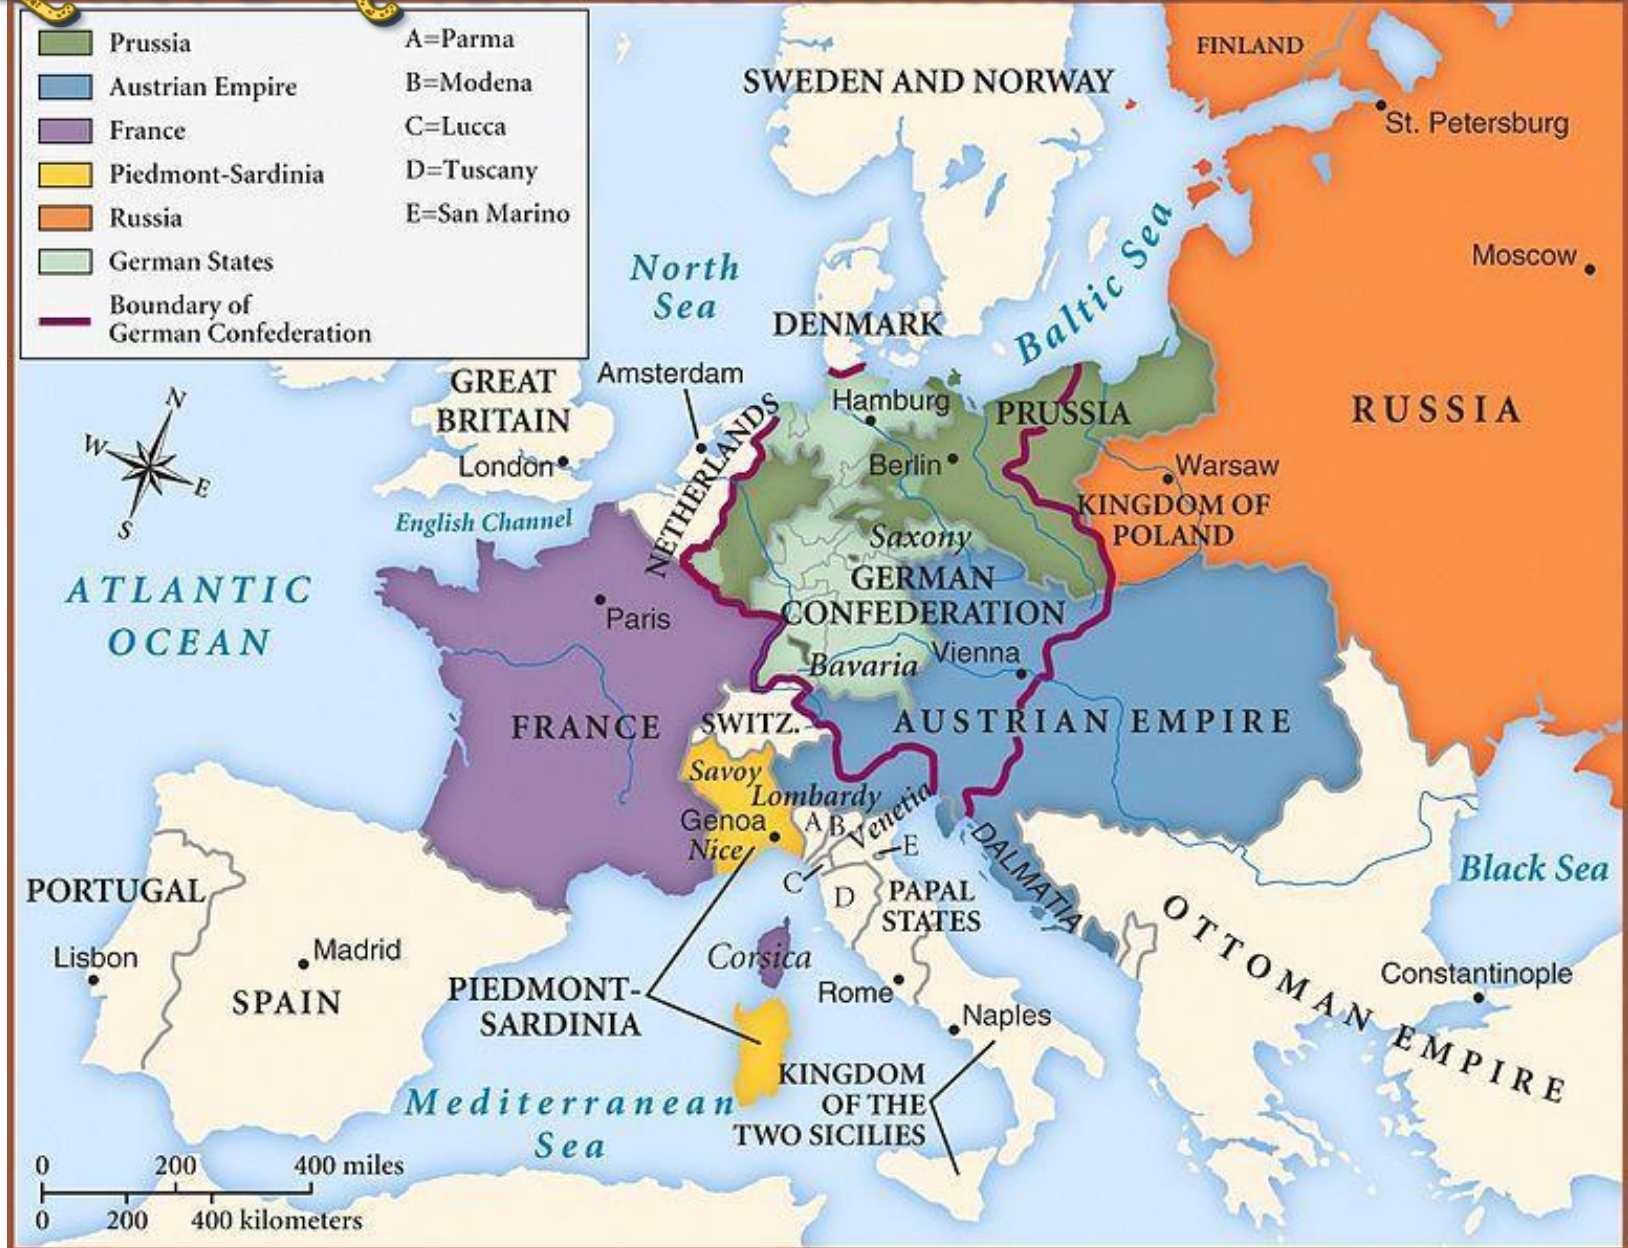 Prussia
Austrian Empire
France
Piedmont-Sardinia
Russia
German States
Boundary of
German Confederation
A=Parma
B=Modena
C=Lucca
D=Tuscany
E=San Marino
FINLAND
SWEDEN AND NORWAY
St. Petersburg
Moscow
North
Sea
Baltic Sea
DENMARK
RUSSIA
GREAT
BRITAIN
London
Amsterdam
NETHERLANDS
Hamburg
PRUSSIA
Berlin
Warsaw
KINGDOM OF
POLAND
N
W
E
S
English Channel
Saxony
GERMAN
CONFEDERATION
ATLANTIC
OCEAN
Paris
Bavaria
Vienna
FRANCE
SWITZ.
AUSTRIAN EMPIRE
Savoy
Lombardy
Venetia
Genoa
Nice
A
B
E
C
D
DALMATIA
Black Sea
PORTUGAL
PAPAL
STATES
OTTOMAN EMPIRE
Lisbon
Madrid
SPAIN
Corsica
Constantinople
PIEDMONT-
SARDINIA
Rome
Naples
KINGDOM
OF THE
TWO SICILIES
Mediterranean
Sea
0 200 400 miles
0 200 400 kilometers